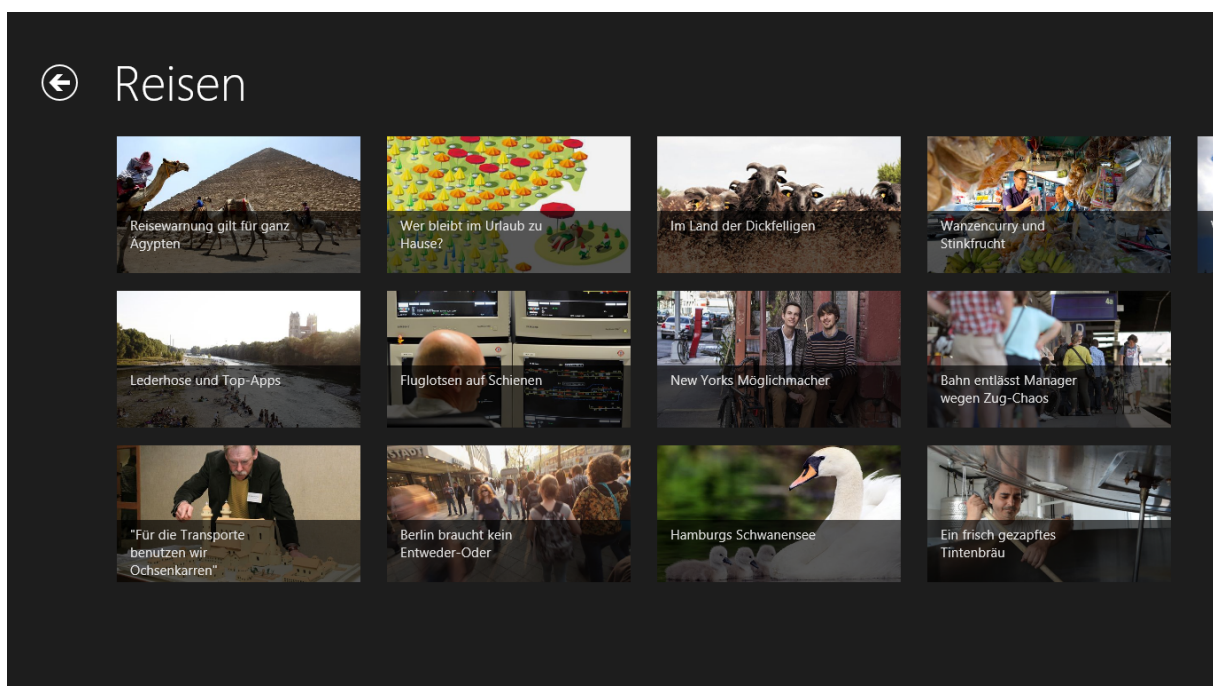 Reisen
Reisewarnung gilt für ganz
Ägypten
Wer bleibt im Urlaub zu
Hause?
Im Land der Dickfelligen
Wanzencurry und
Stinkfrucht
Lederhose und Top-Apps
Fluglotsen auf Schienen
New Yorks Möglichmacher
Bahn entlässt Manager
wegen Zug-Chaos
"Für die Transporte
benutzen wir
Ochsenkarren"
Berlin braucht kein
Entweder-Oder
Hamburgs Schwanensee
Ein frisch gezapftes
Tintenbräu